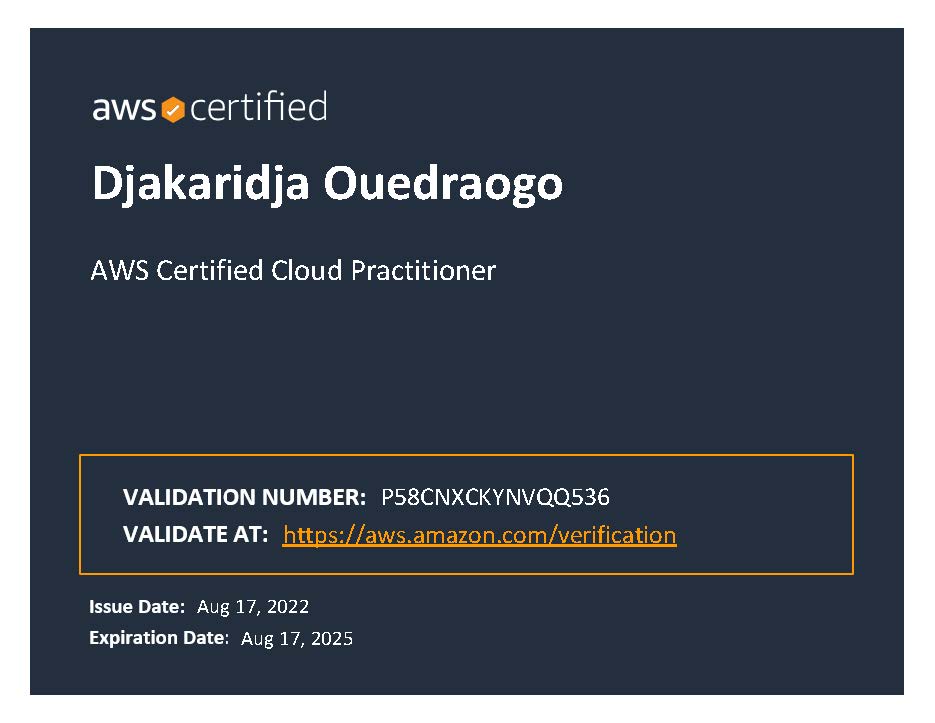 aws certified
Djakaridja Ouedraogo
AWS Certified Cloud Practitioner
VALIDATION NUMBER: P58CNXCKYNVQQ536
VALIDATE AT: https://aws.amazon.com/verification
Issue Date: Aug 17, 2022
Expiration Date: Aug 17, 2025